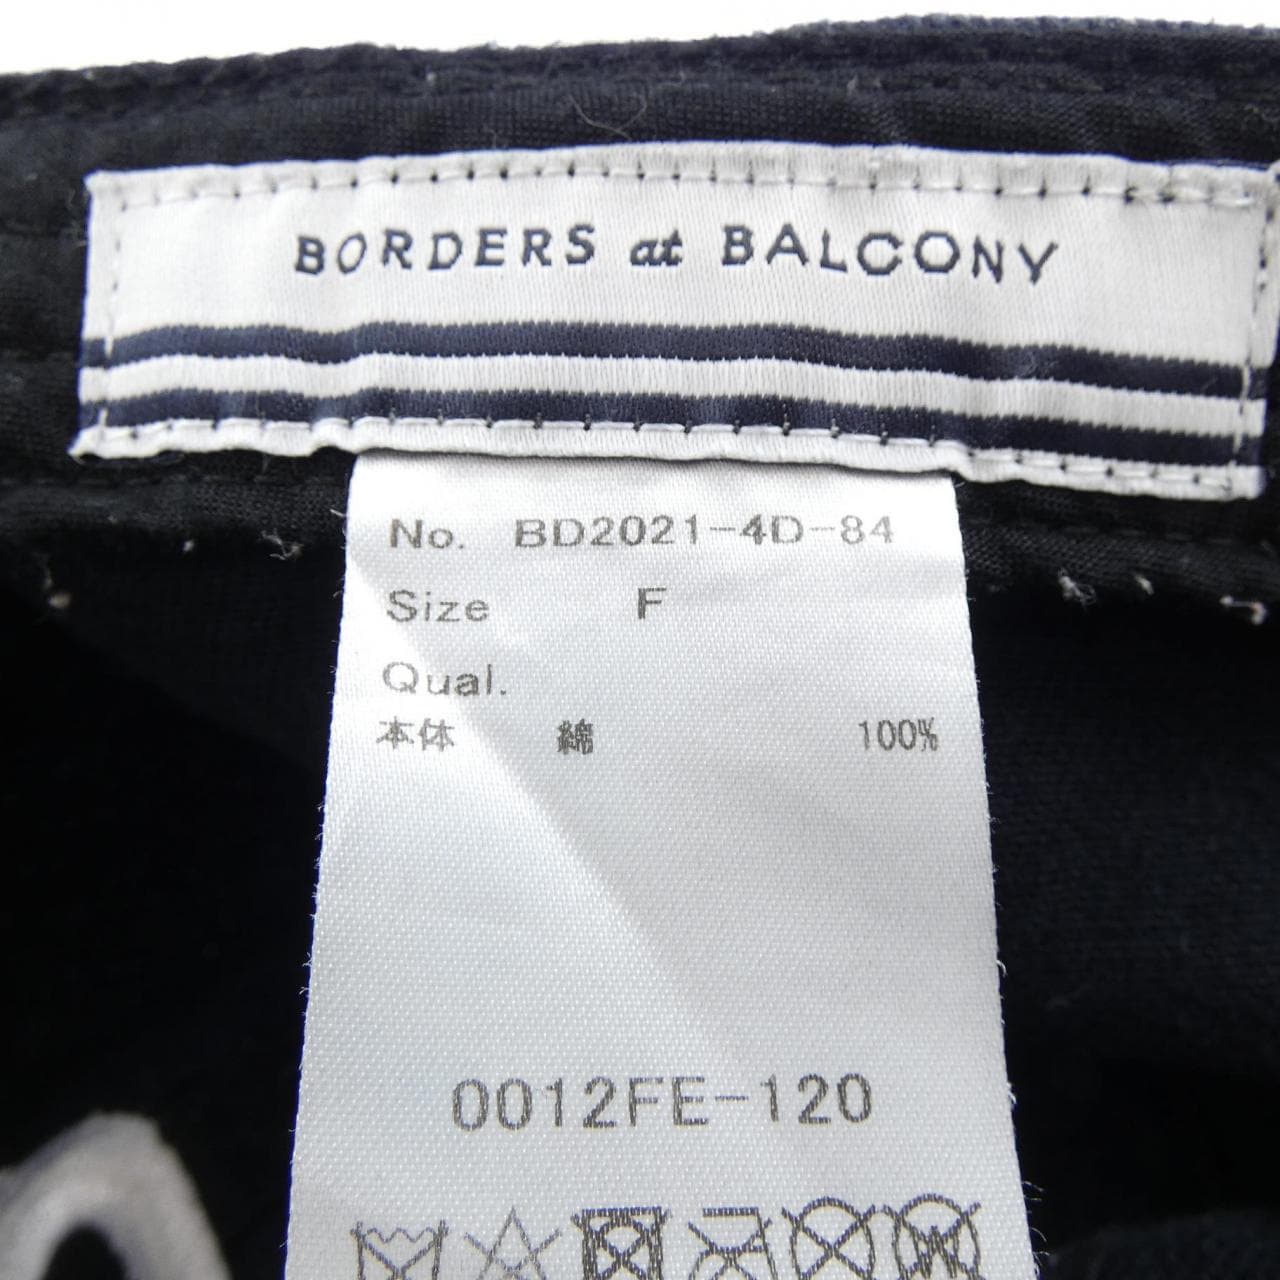 BORDERS at BALCONY
No. BD2021-4D-84
Size F
Qual.
本体 綿 100%
0012FE-120